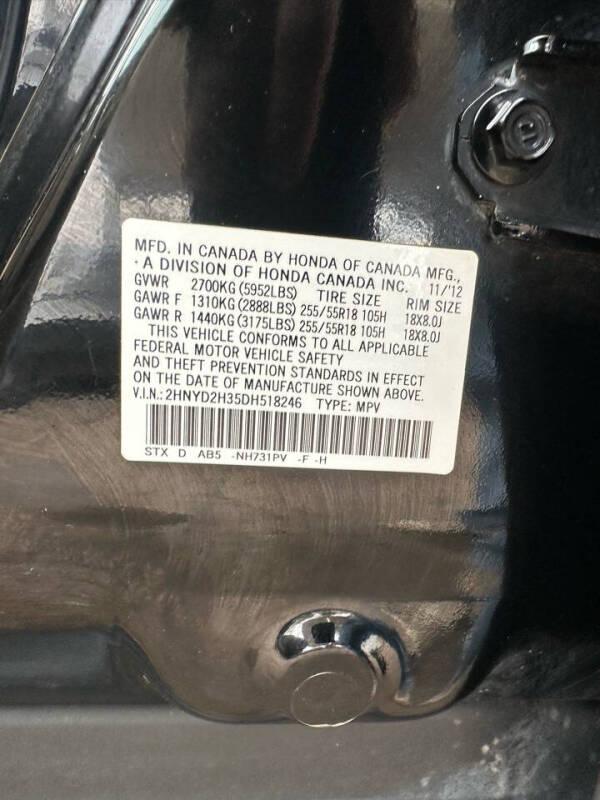 MFD. IN CANADA BY HONDA OF CANADA MFG.,
· A DIVISION OF HONDA CANADA INC. 11/'12
GVWR 2700KG(5952LBS) TIRE SIZE RIM SIZE
GAWR F 1310KG(2888LBS) 255/55R18 105H 18X8.0J
GAWR R 1440KG(3175LBS) 255/55R18 105H 18X8.0J
THIS VEHICLE CONFORMS TO ALL APPLICABLE
FEDERAL MOTOR VEHICLE SAFETY
AND THEFT PREVENTION STANDARDS IN EFFECT
ON THE DATE OF MANUFACTURE SHOWN ABOVE.
V.I.N.: 2HNYD2H35DH518246 TYPE: MPV
STX D AB5 -NH731PV -F -H